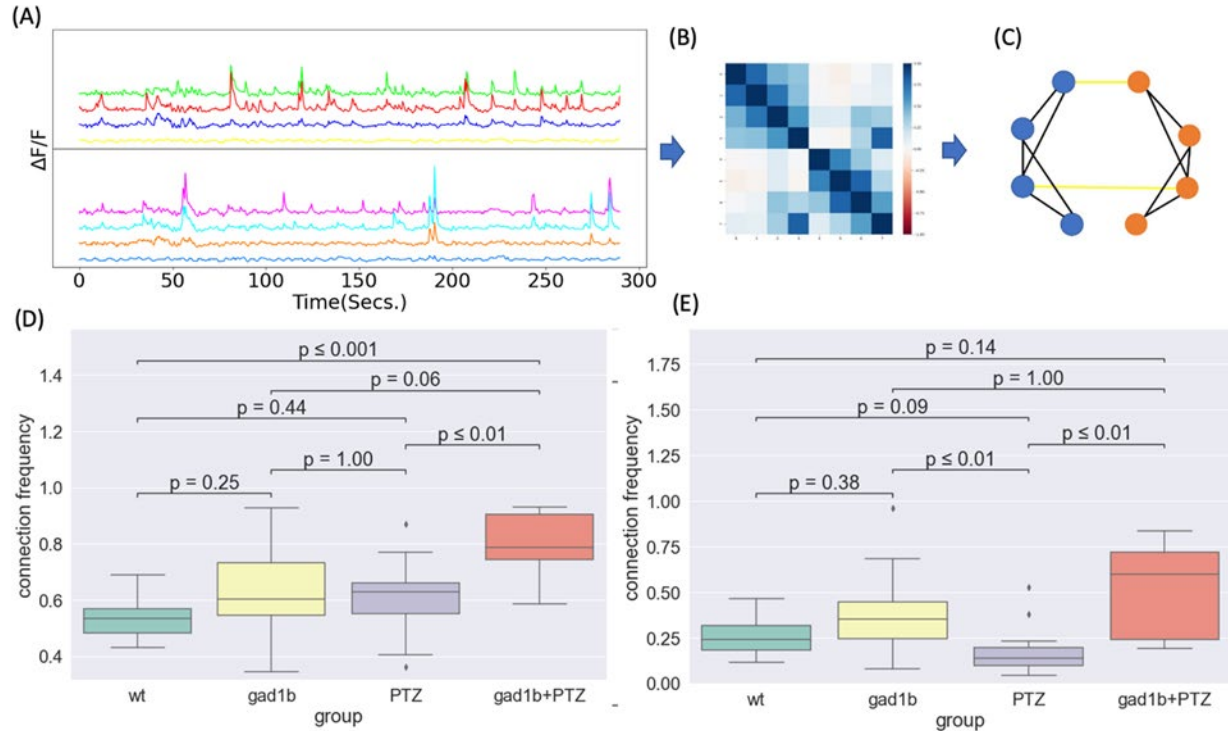 (A)
(B)
(C)
ΔF/F
0 50 100 150 200 250 300
Time(Secs.)
(D)
p ≤ 0.001
p = 0.06
p = 0.44
p ≤ 0.01
p = 1.00
p = 0.25
connection frequency
1.4
1.2
1.0
0.8
0.6
0.4
wt gad1b PTZ gad1b+PTZ
group
(E)
p = 0.14
p = 1.00
p = 0.09
p ≤ 0.01
p ≤ 0.01
p = 0.38
connection frequency
1.75
1.50
1.25
1.00
0.75
0.50
0.25
0.00
wt gad1b PTZ gad1b+PTZ
group